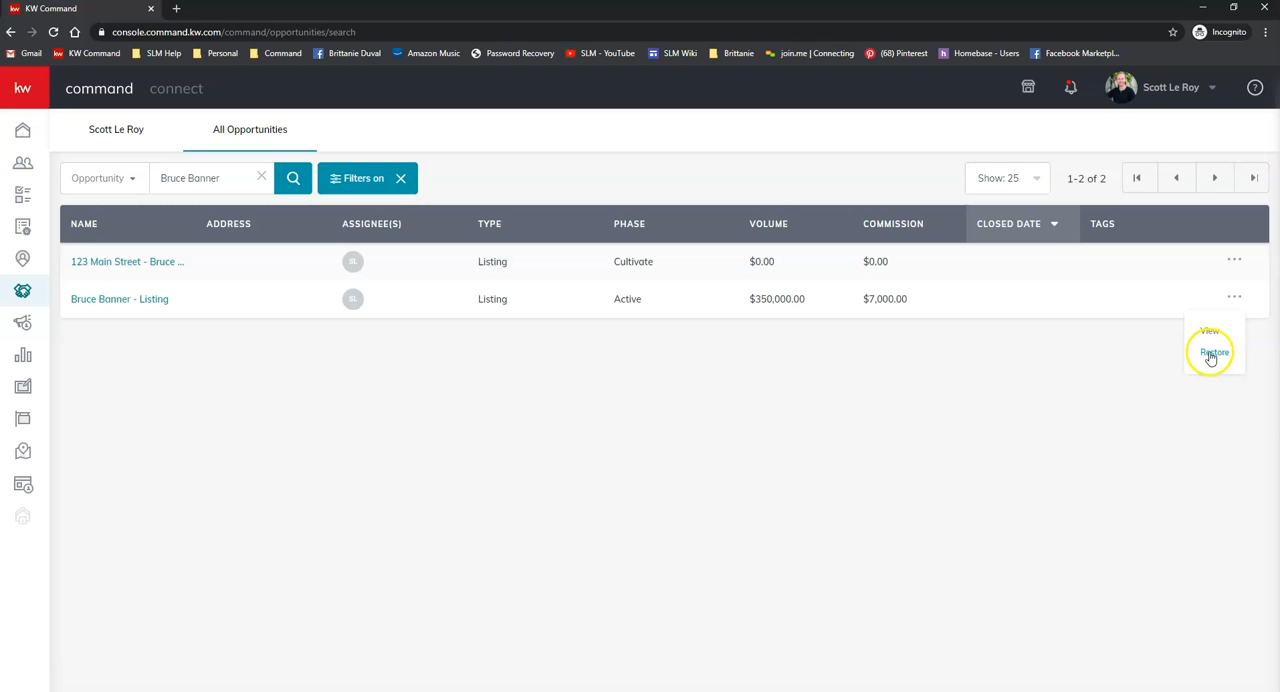 kw KW Command
console.command.kw.com/command/opportunities/search
Incognito
Gmail kw KW Command SLM Help Personal Command Brittanie Duval Amazon Music Password Recovery SLM - YouTube SLM Wiki Brittanie join.me | Connecting (68) Pinterest Homebase - Users Facebook Marketpl...
kw command connect Scott Le Roy ?
Scott Le Roy All Opportunities
Opportunity Bruce Banner Filters on Show: 25 1-2 of 2
NAME ADDRESS ASSIGNEE(S) TYPE PHASE VOLUME COMMISSION CLOSED DATE TAGS
123 Main Street - Bruce ... SL Listing Cultivate $0.00 $0.00 ...
Bruce Banner - Listing SL Listing Active $350,000.00 $7,000.00 ...
View
Restore